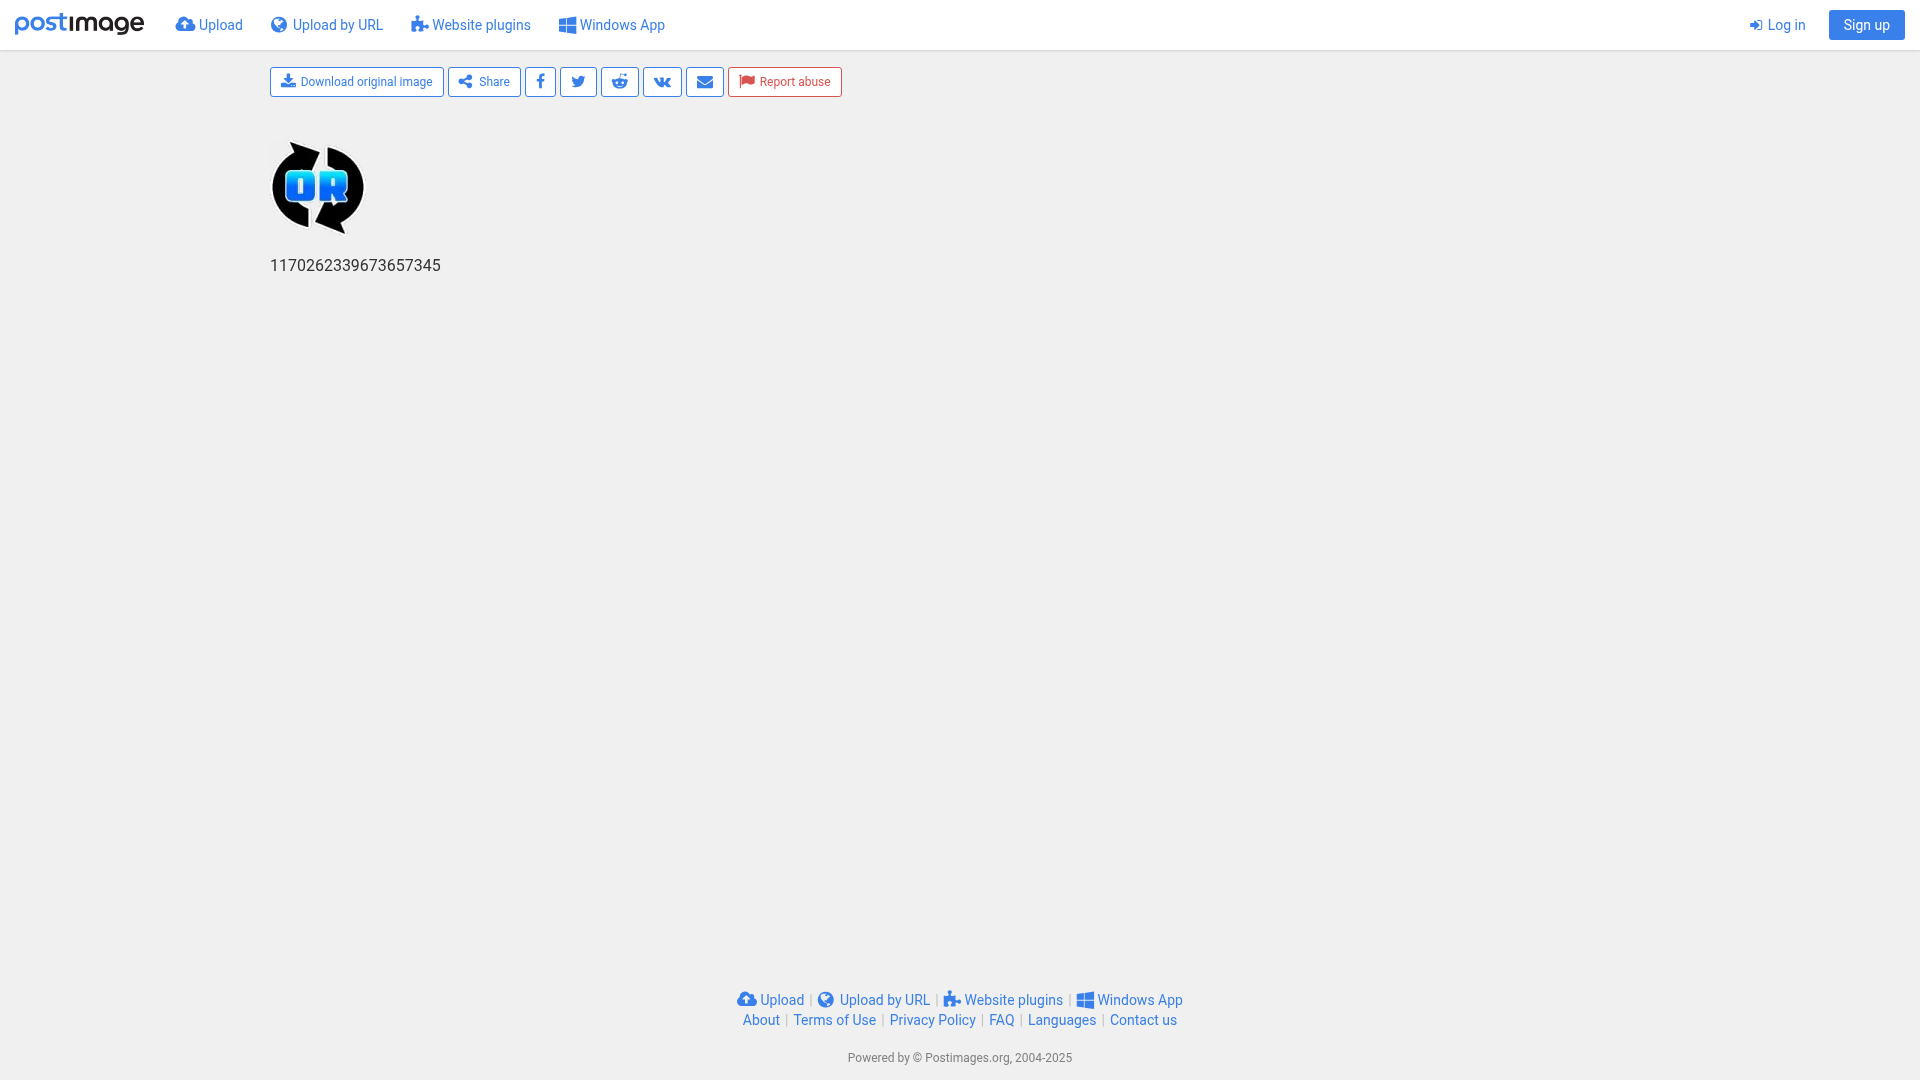 postimage
Upload
Upload by URL
Website plugins
Windows App
Log in
Sign up
Download original image
Share
Report abuse
OR
1170262339673657345
Upload | Upload by URL | Website plugins | Windows App
About | Terms of Use | Privacy Policy | FAQ | Languages | Contact us
Powered by © Postimages.org, 2004-2025